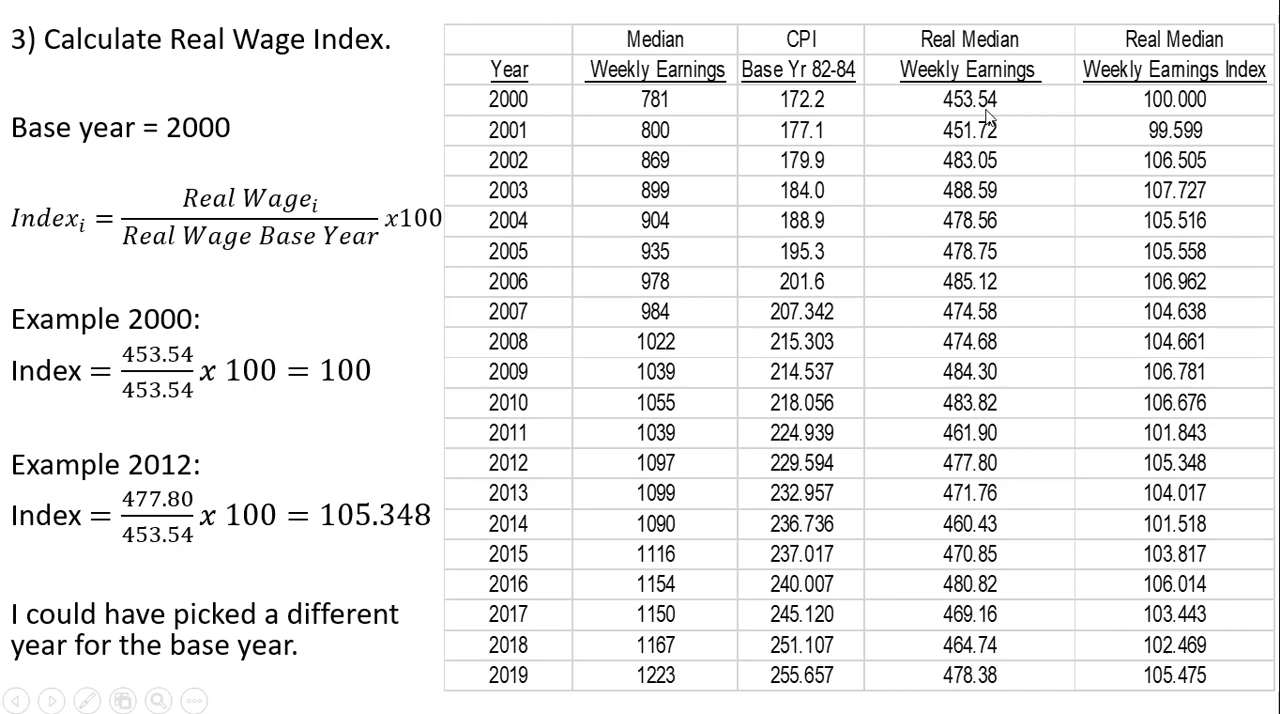 3) Calculate Real Wage Index.
Base year = 2000
Index_i = Real Wage_i / Real Wage Base Year x100
Example 2000:
Index = 453.54 / 453.54 x 100 = 100
Example 2012:
Index = 477.80 / 453.54 x 100 = 105.348
I could have picked a different
year for the base year.
Median CPI Real Median Real Median
Year Weekly Earnings Base Yr 82-84 Weekly Earnings Weekly Earnings Index
2000 781 172.2 453.54 100.000
2001 800 177.1 451.72 99.599
2002 869 179.9 483.05 106.505
2003 899 184.0 488.59 107.727
2004 904 188.9 478.56 105.516
2005 935 195.3 478.75 105.558
2006 978 201.6 485.12 106.962
2007 984 207.342 474.58 104.638
2008 1022 215.303 474.68 104.661
2009 1039 214.537 484.30 106.781
2010 1055 218.056 483.82 106.676
2011 1039 224.939 461.90 101.843
2012 1097 229.594 477.80 105.348
2013 1099 232.957 471.76 104.017
2014 1090 236.736 460.43 101.518
2015 1116 237.017 470.85 103.817
2016 1154 240.007 480.82 106.014
2017 1150 245.120 469.16 103.443
2018 1167 251.107 464.74 102.469
2019 1223 255.657 478.38 105.475